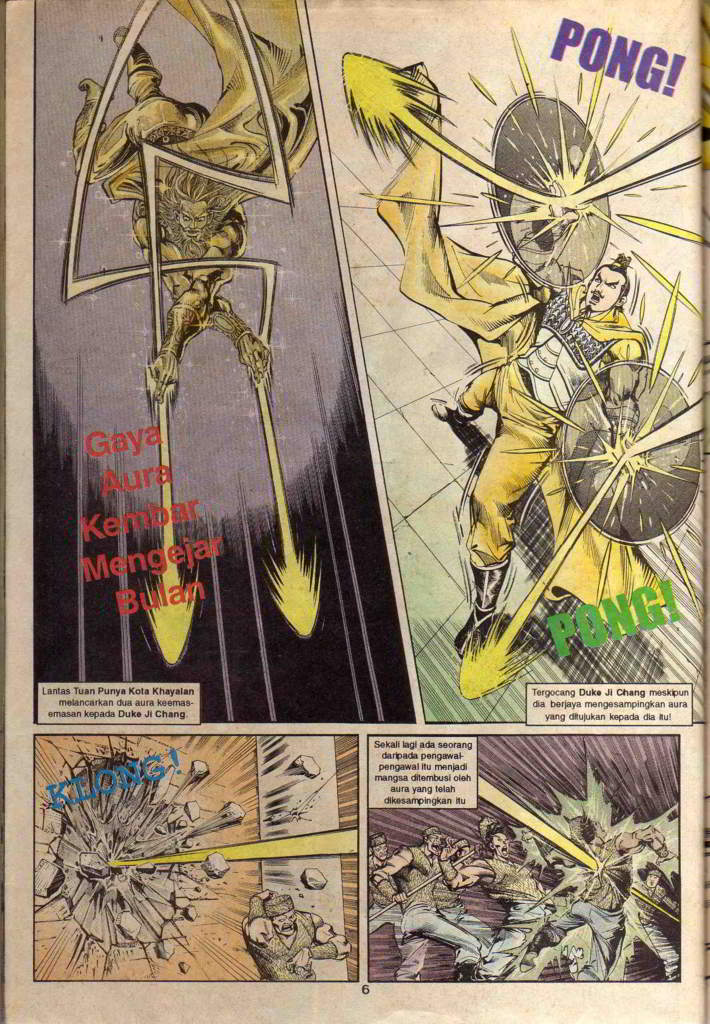 PONG!
Gaya
Aura
Kembar
Mengejar
Bulan
Lantas Tuan Punya Kota Khayalan
melancarkan dua aura keemas-
emasan kepada Duke Ji Chang.
PONG!
Tergocang Duke Ji Chang meskipun
dia berjaya mengesampingkan aura
yang ditujukan kepada dia itu!
KLONG!
Sekali lagi ada seorang
daripada pengawal-
pengawal itu menjadi
mangsa ditembusi oleh
aura yang telah
dikesampingkan itu
6